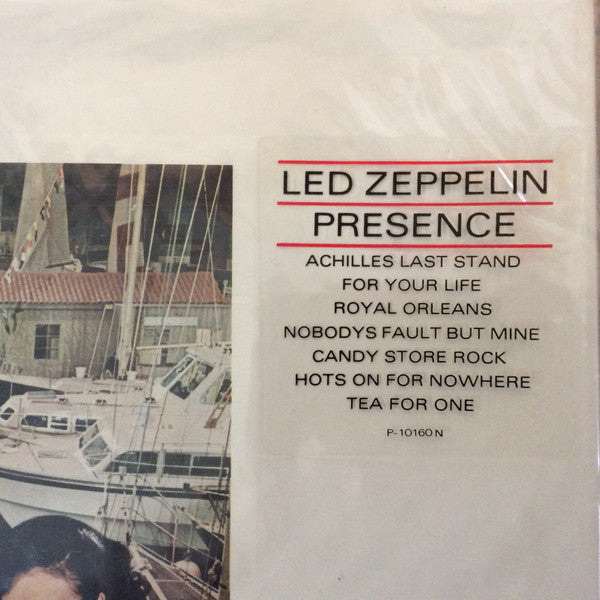 LED ZEPPELIN
PRESENCE
ACHILLES LAST STAND
FOR YOUR LIFE
ROYAL ORLEANS
NOBODYS FAULT BUT MINE
CANDY STORE ROCK
HOTS ON FOR NOWHERE
TEA FOR ONE
P-10160N